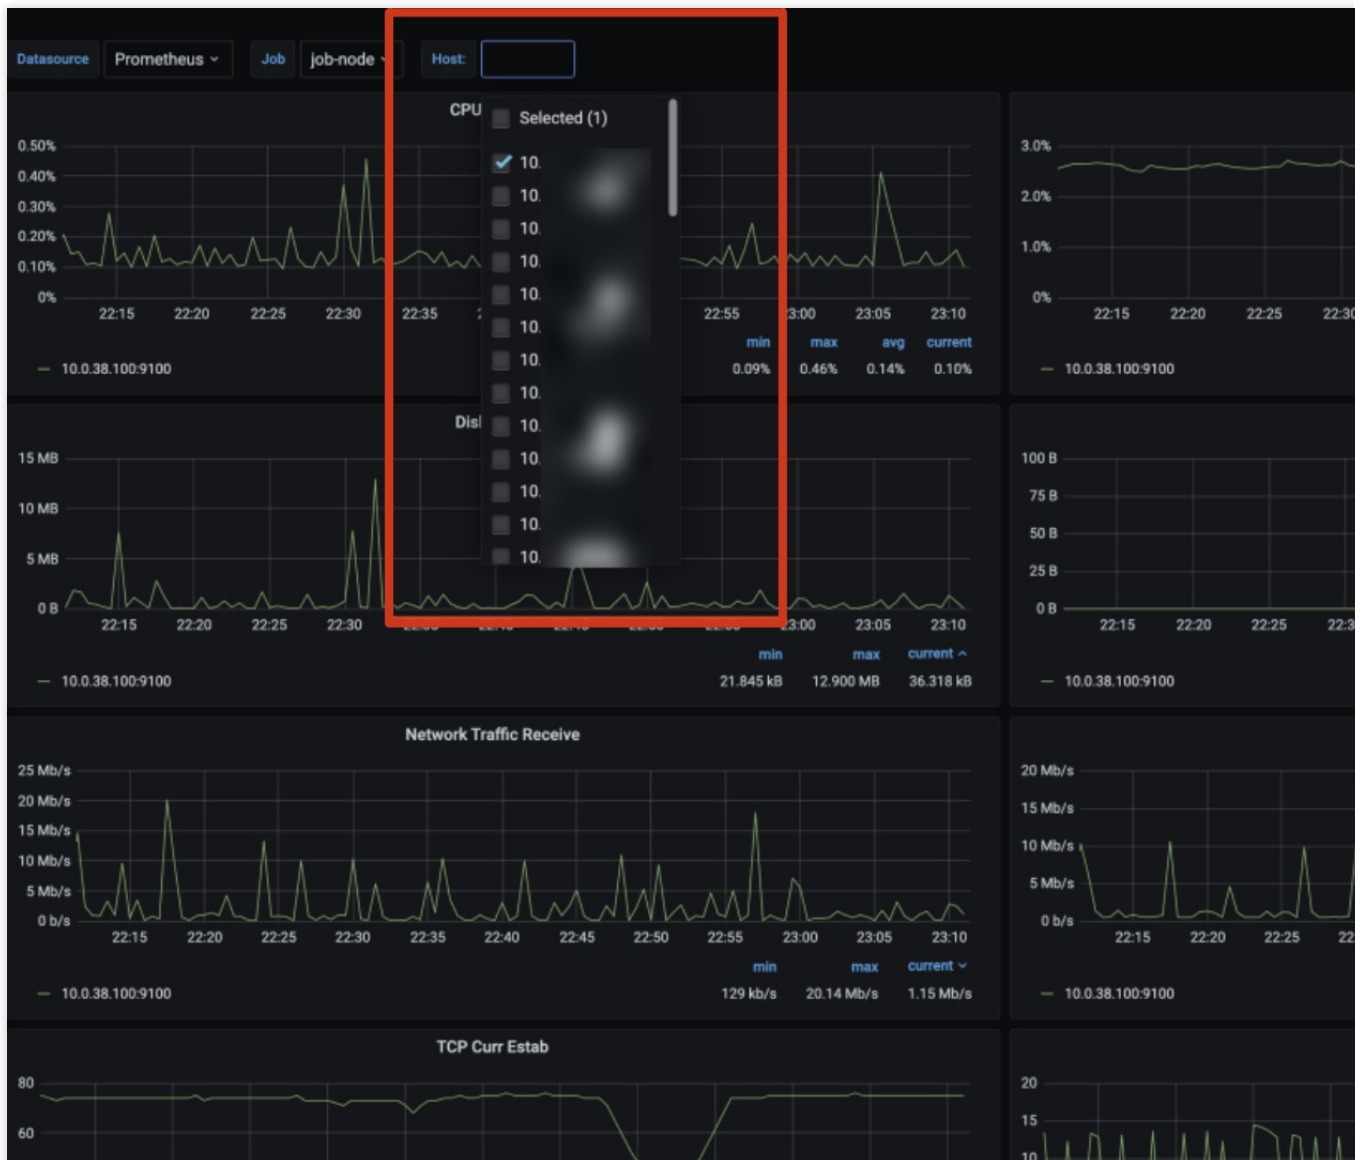 Datasource Prometheus Job job-node Host:
CPU
Selected (1)
10.
10.
10.
10.
10.
10.
10.
10.
10.
10.
10.
10.
10.
0.50%
0.40%
0.30%
0.20%
0.10%
0%
22:15 22:20 22:25 22:30 22:35 22:55 23:00 23:05 23:10
min max avg current
10.0.38.100:9100 0.09% 0.46% 0.14% 0.10%
3.0%
2.0%
1.0%
0%
22:15 22:20 22:25 22:30
10.0.38.100:9100
15 MB
10 MB
5 MB
0 B
22:15 22:20 22:25 22:30 23:00 23:05 23:10
min max current
10.0.38.100:9100 21.845 kB 12.900 MB 36.318 kB
100 B
75 B
50 B
25 B
0 B
22:15 22:20 22:25 22:3
10.0.38.100:9100
Network Traffic Receive
25 Mb/s
20 Mb/s
15 Mb/s
10 Mb/s
5 Mb/s
0 b/s
22:15 22:20 22:25 22:30 22:35 22:40 22:45 22:50 22:55 23:00 23:05 23:10
min max current
10.0.38.100:9100 129 kb/s 20.14 Mb/s 1.15 Mb/s
20 Mb/s
15 Mb/s
10 Mb/s
5 Mb/s
0 b/s
22:15 22:20 22:25 22
10.0.38.100:9100
TCP Curr Estab
80
60
20
15
10